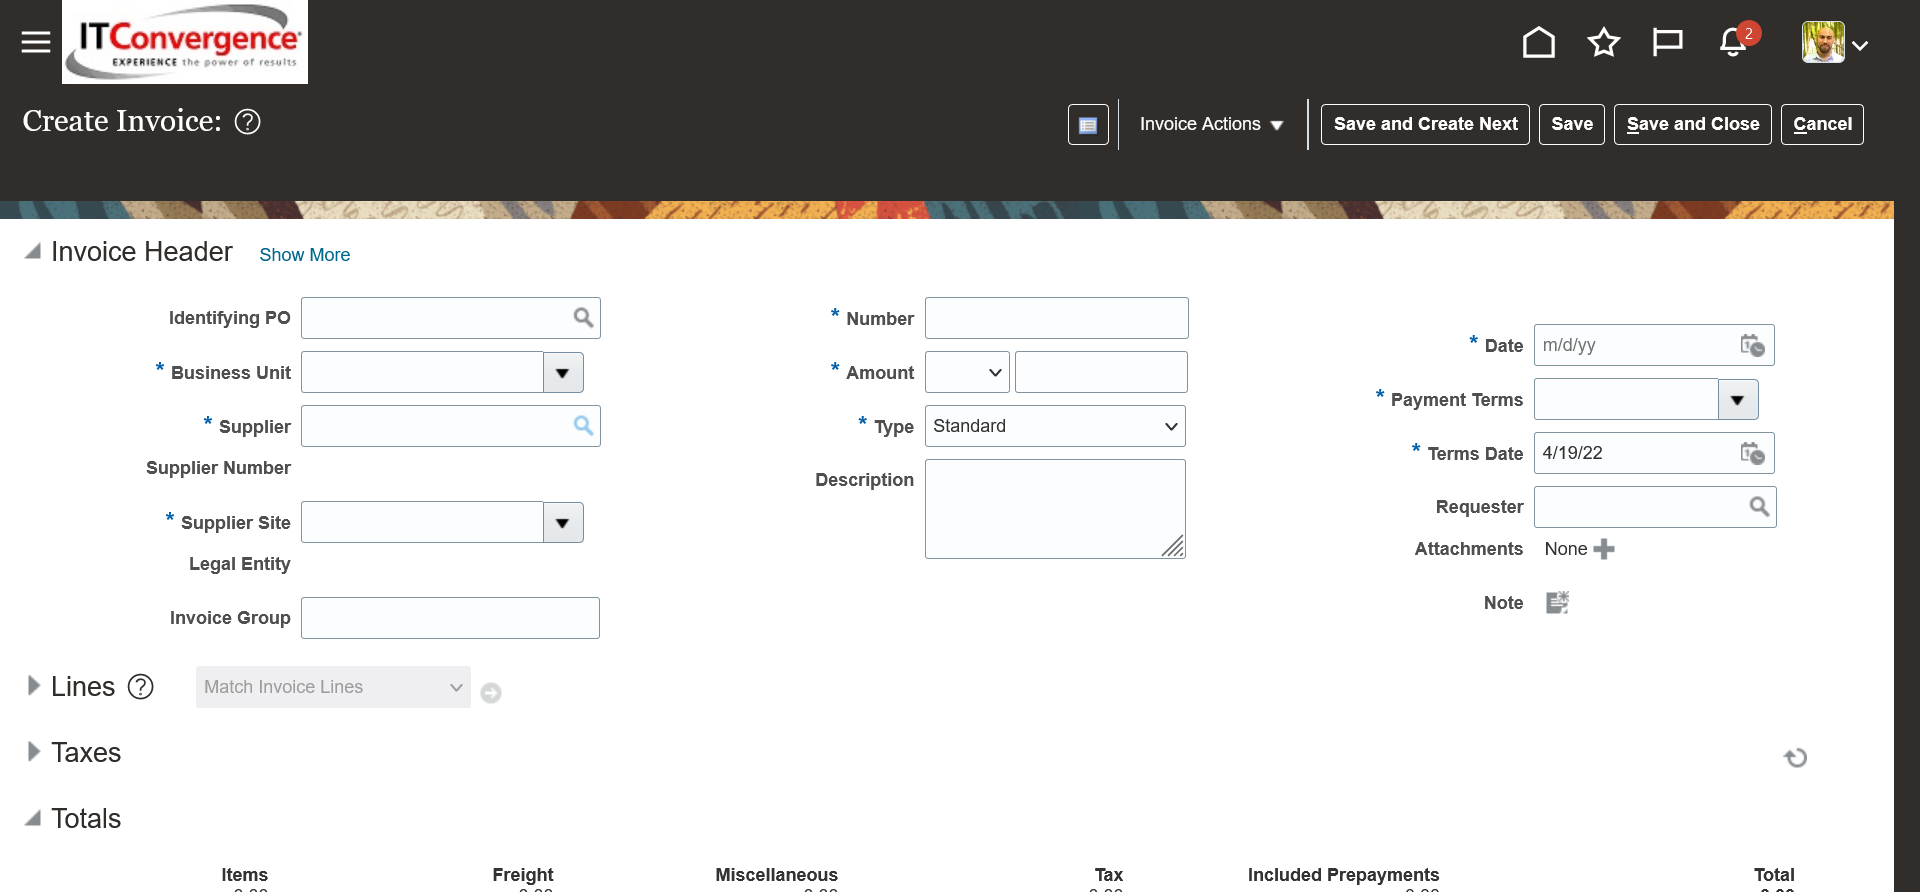 ITConvergence
EXPERIENCE the power of results
2
Create Invoice: ?
Invoice Actions
Save and Create Next
Save
Save and Close
Cancel
Invoice Header
Show More
Identifying PO
* Business Unit
* Supplier
Supplier Number
* Supplier Site
Legal Entity
Invoice Group
* Number
* Amount
* Type Standard
Description
* Date m/d/yy
* Payment Terms
* Terms Date 4/19/22
Requester
Attachments None
Note
Lines ? Match Invoice Lines
Taxes
Totals
Items Freight Miscellaneous Tax Included Prepayments Total